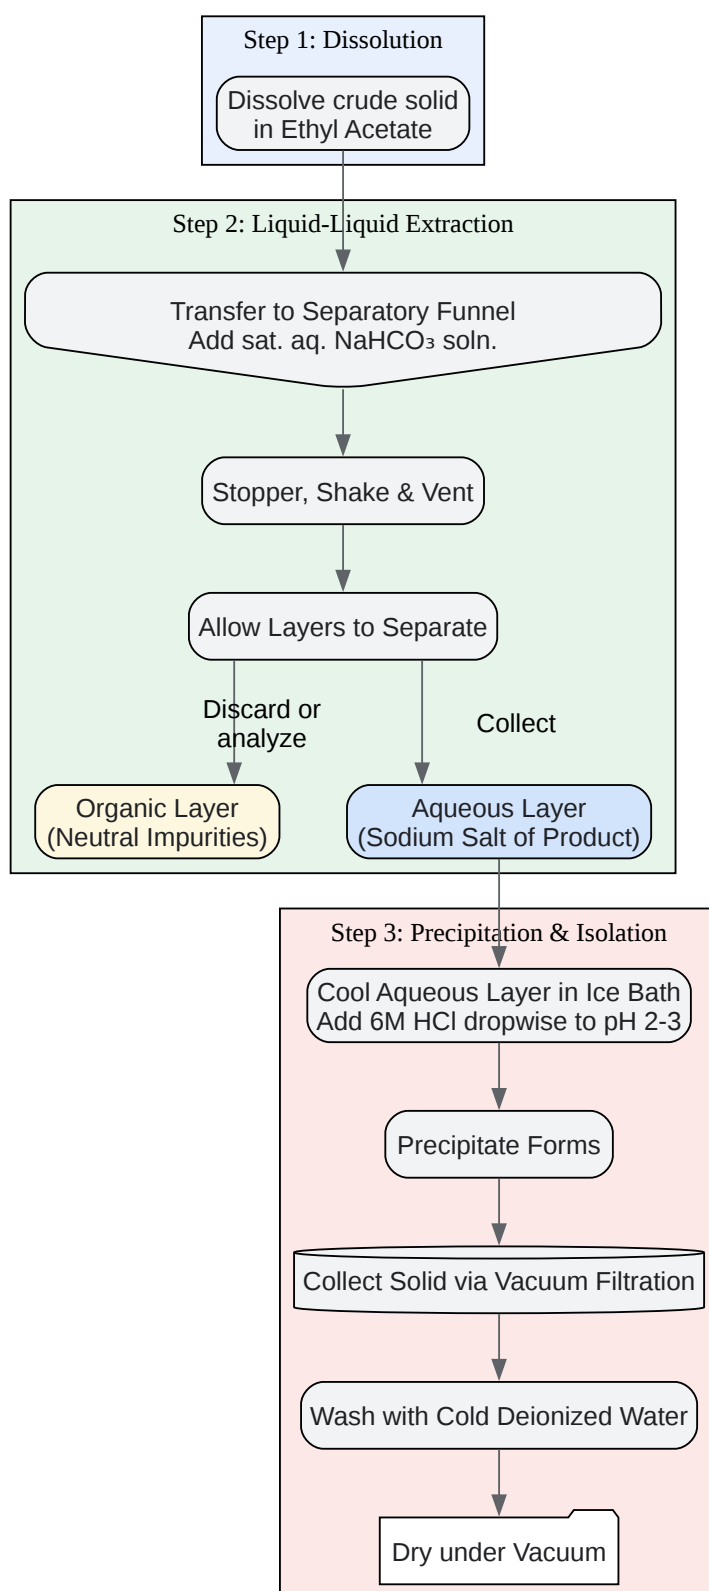 Step 1: Dissolution
Dissolve crude solid
in Ethyl Acetate
Step 2: Liquid-Liquid Extraction
Transfer to Separatory Funnel
Add sat. aq. NaHCO₃ soln.
Stopper, Shake & Vent
Allow Layers to Separate
Discard or
analyze
Collect
Organic Layer
(Neutral Impurities)
Aqueous Layer
(Sodium Salt of Product)
Step 3: Precipitation & Isolation
Cool Aqueous Layer in Ice Bath
Add 6M HCl dropwise to pH 2-3
Precipitate Forms
Collect Solid via Vacuum Filtration
Wash with Cold Deionized Water
Dry under Vacuum